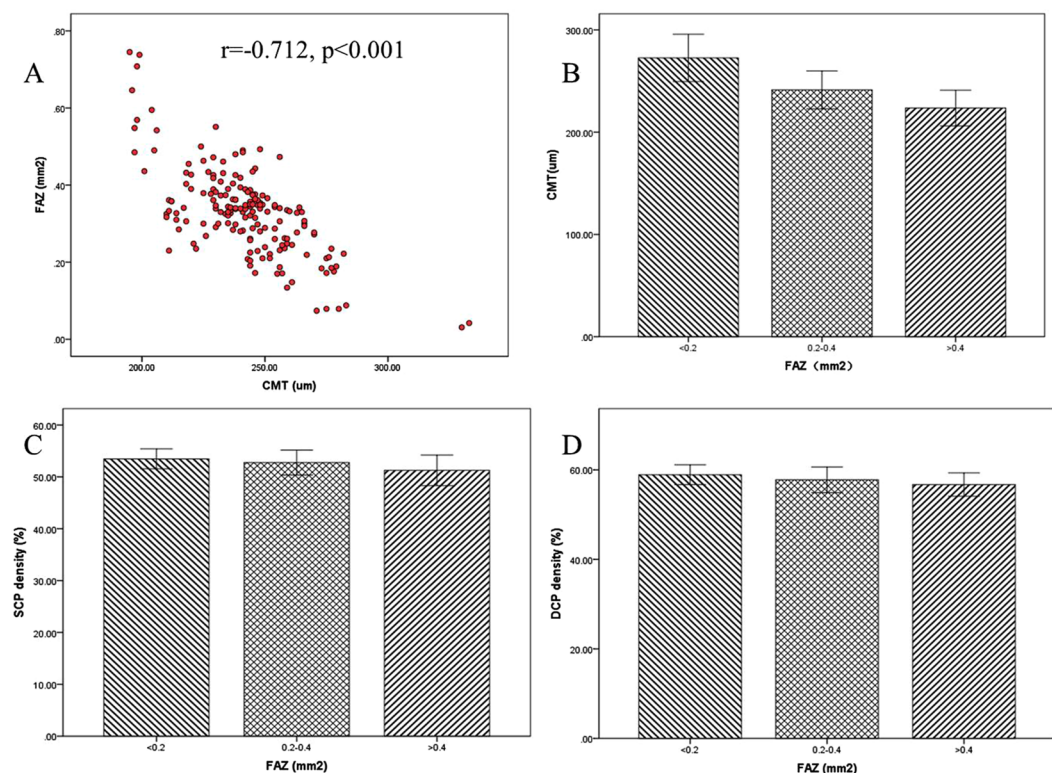 A
r=-0.712, p<0.001
.80
.60
.40
.20
.00
FAZ (mm2)
200.00 250.00 300.00
CMT (um)
B
300.00
200.00
100.00
.00
CMT(um)
<0.2 0.2-0.4 >0.4
FAZ（mm2）
C
60.00
50.00
40.00
30.00
20.00
10.00
.00
SCP density (%)
<0.2 0.2-0.4 >0.4
FAZ (mm2)
D
60.00
40.00
20.00
.00
DCP density (%)
<0.2 0.2-0.4 >0.4
FAZ (mm2)